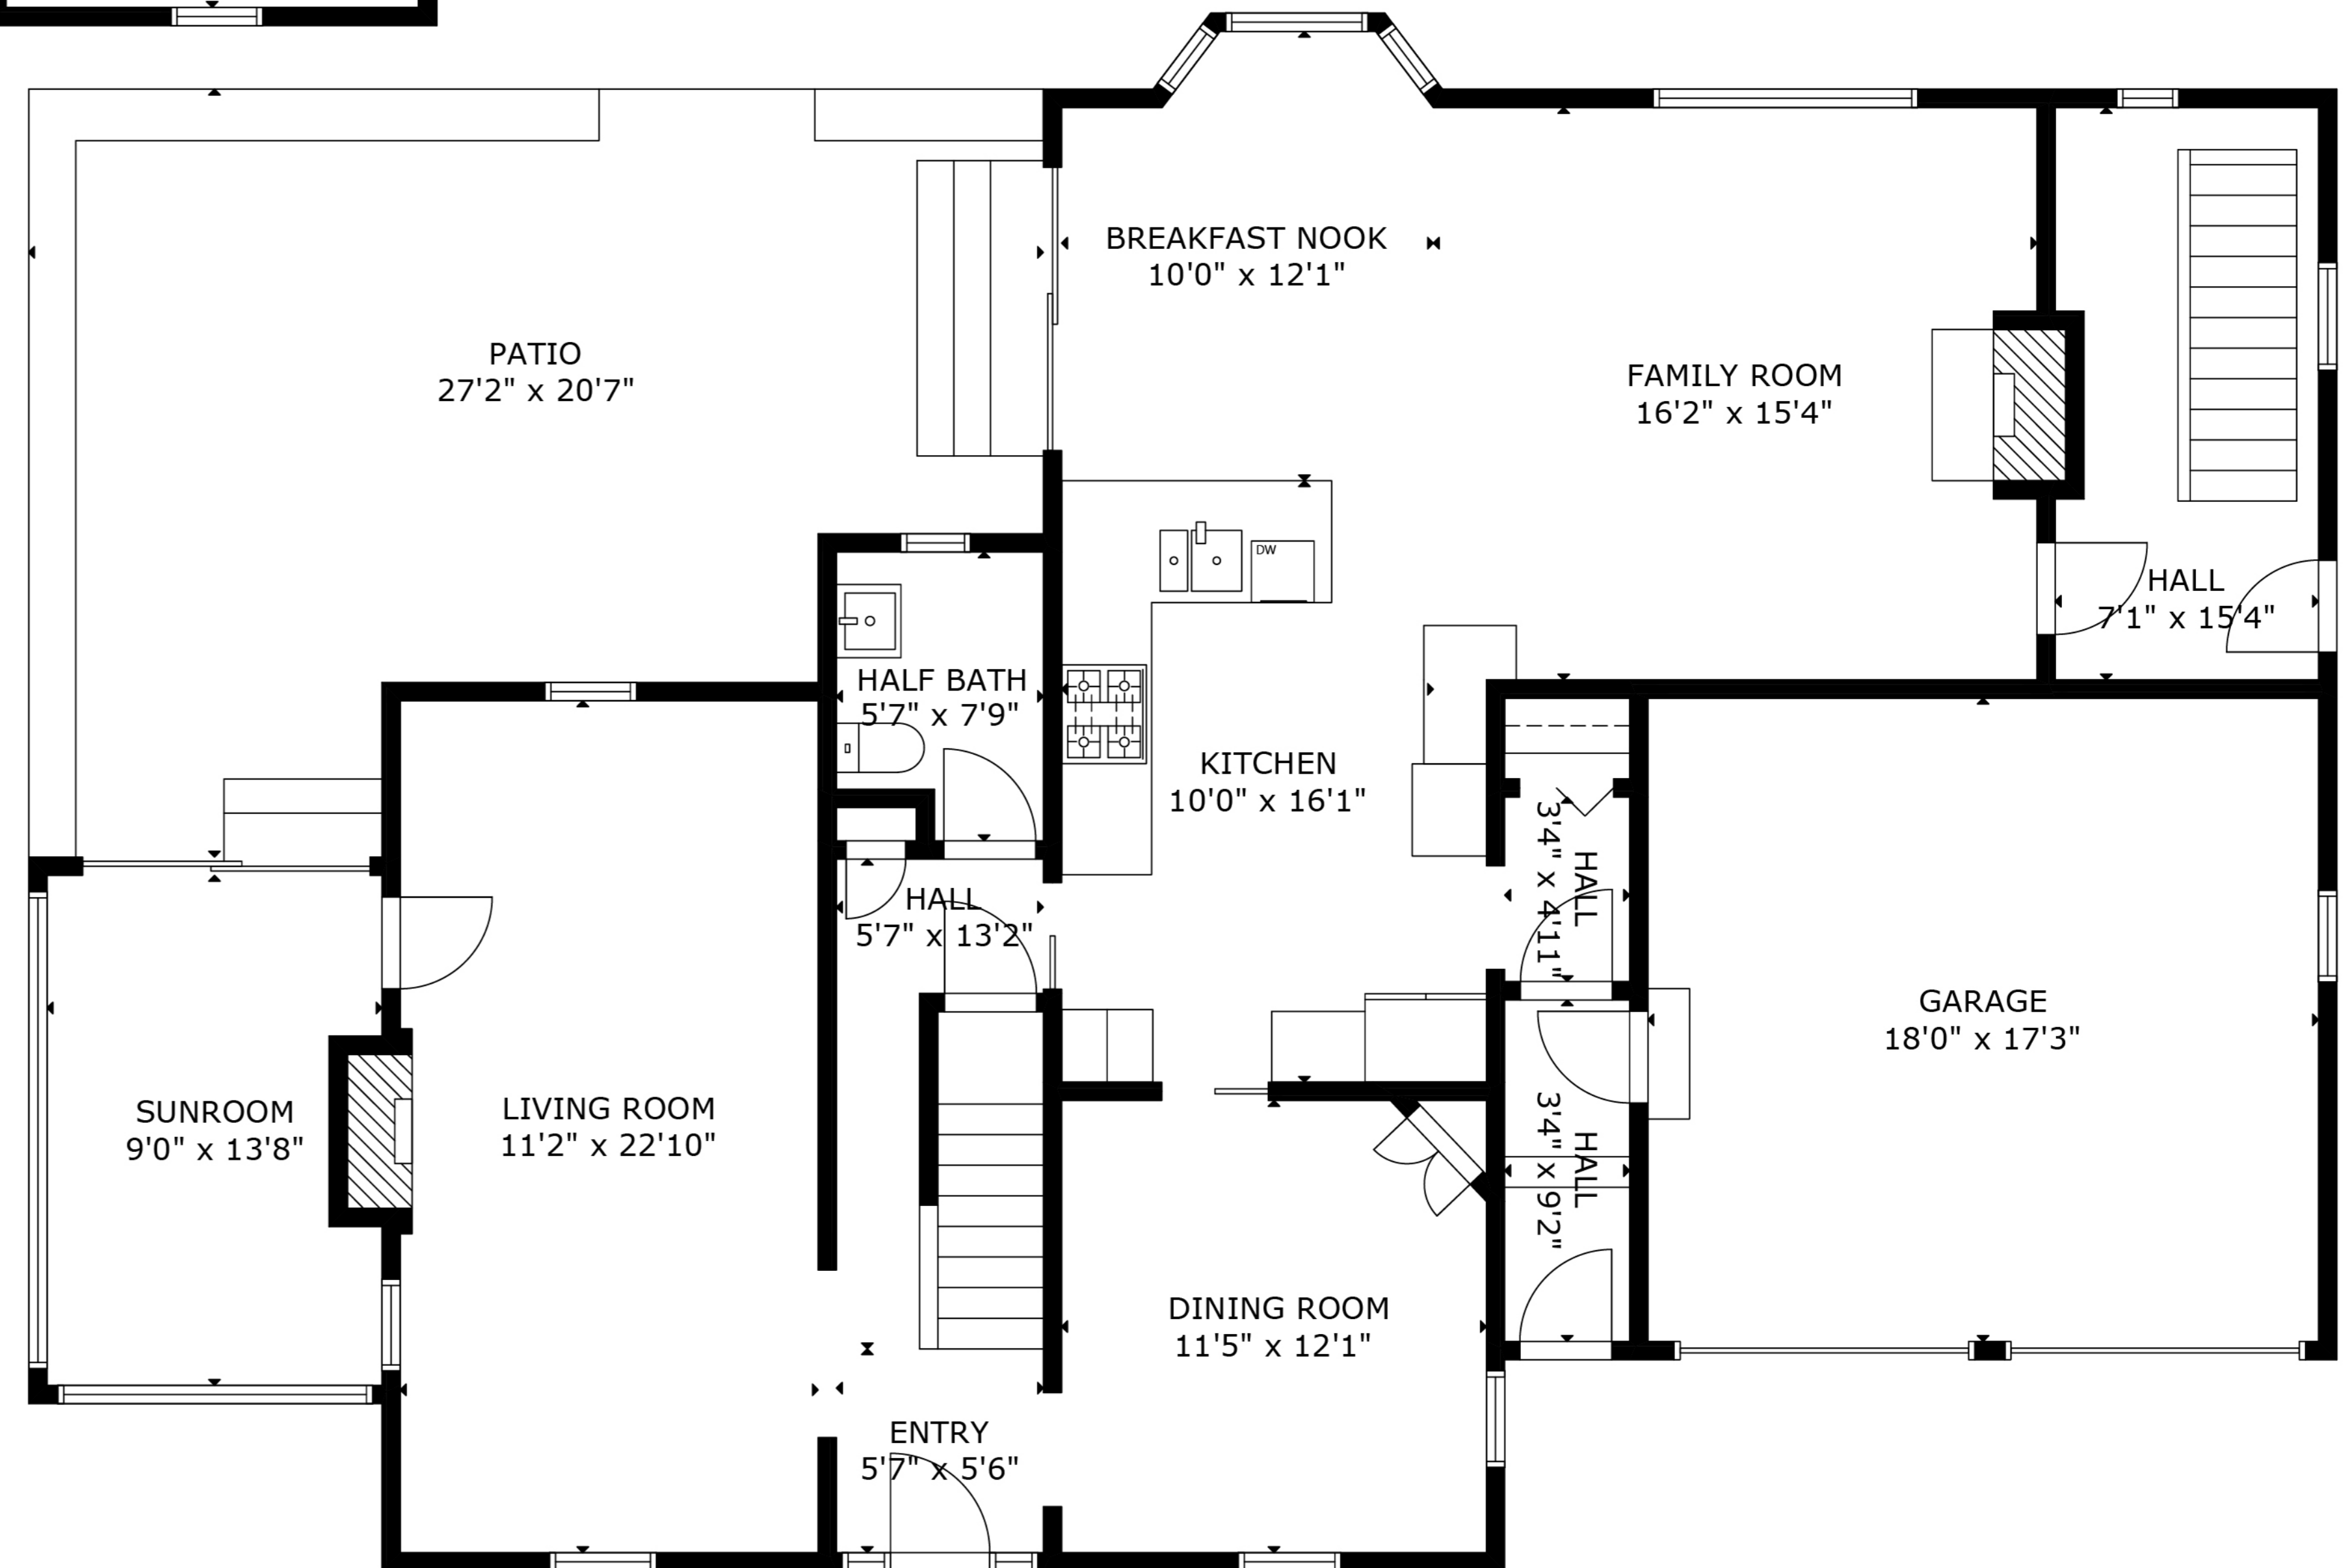 BREAKFAST NOOK
10'0" x 12'1"
PATIO
27'2" x 20'7"
FAMILY ROOM
16'2" x 15'4"
DW
HALL
7'1" x 15'4"
HALF BATH
5'7" x 7'9"
KITCHEN
10'0" x 16'1"
HALL
3'4" x 4'11"
HALL
5'7" x 13'2"
GARAGE
18'0" x 17'3"
SUNROOM
9'0" x 13'8"
LIVING ROOM
11'2" x 22'10"
HALL
3'4" x 9'2"
DINING ROOM
11'5" x 12'1"
ENTRY
5'7" x 5'6"